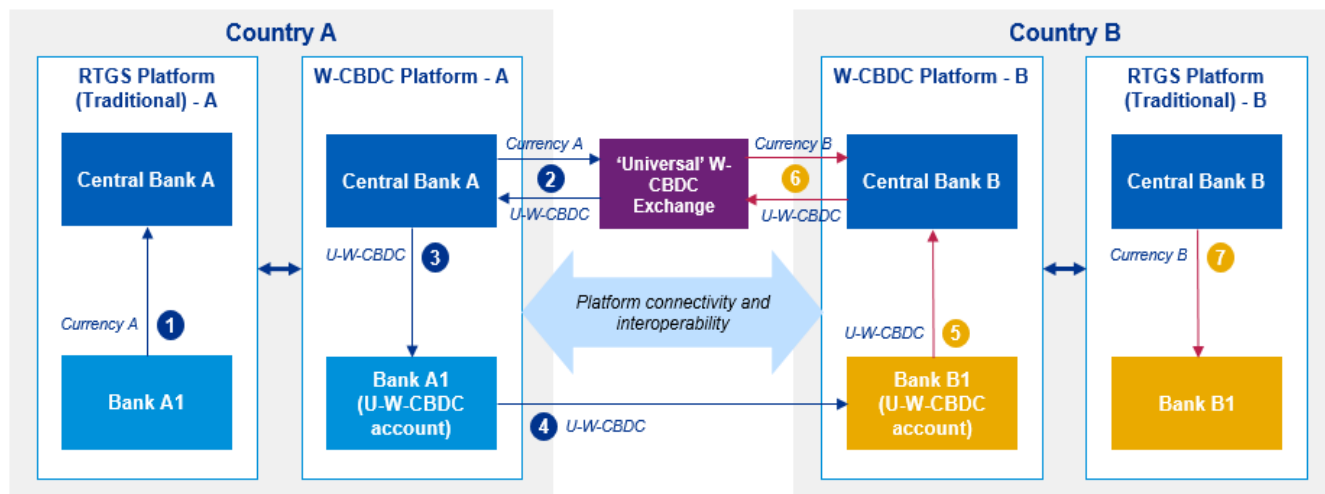 Country A
Country B
RTGS Platform
(Traditional) - A
W-CBDC Platform - A
W-CBDC Platform - B
RTGS Platform
(Traditional) - B
Central Bank A
Central Bank A
Currency A
2
U-W-CBDC
‘Universal’ W-
CBDC
Exchange
Currency B
6
U-W-CBDC
Central Bank B
Central Bank B
U-W-CBDC
3
Currency B
7
Platform connectivity and
interoperability
Currency A
1
U-W-CBDC
5
Bank A1
Bank A1
(U-W-CBDC
account)
4
U-W-CBDC
Bank B1
(U-W-CBDC
account)
Bank B1